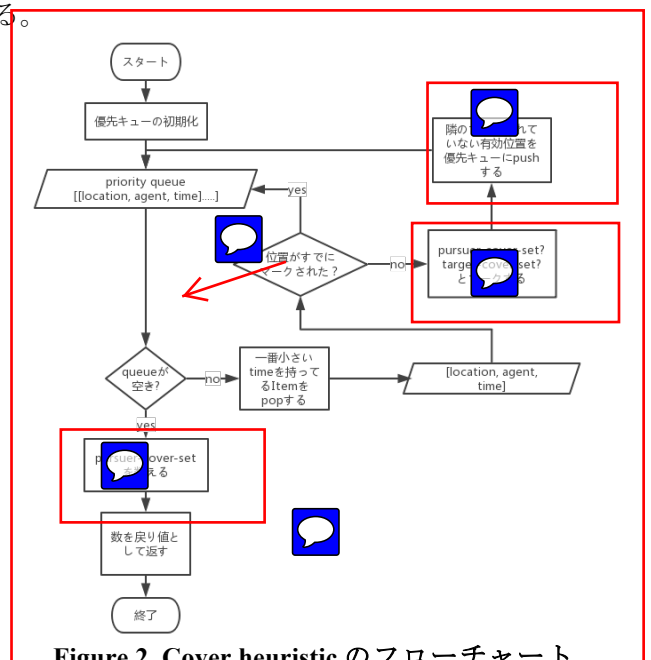 る。
スタート
優先キューの初期化
priority queue
[[location, agent, time].....]
隣の
れて
いない有効位置を
優先キューにpush
する
yes
位置がすでに
マークされた？
no
set?
target
set?
と
る
queueが
空き?
no
一番小さい
timeを持って
るItemを
popする
[location, agent,
time]
yes
over-set
える
数を戻り値と
して返す
終了
Figure 2. Cover heuristic のフローチャート